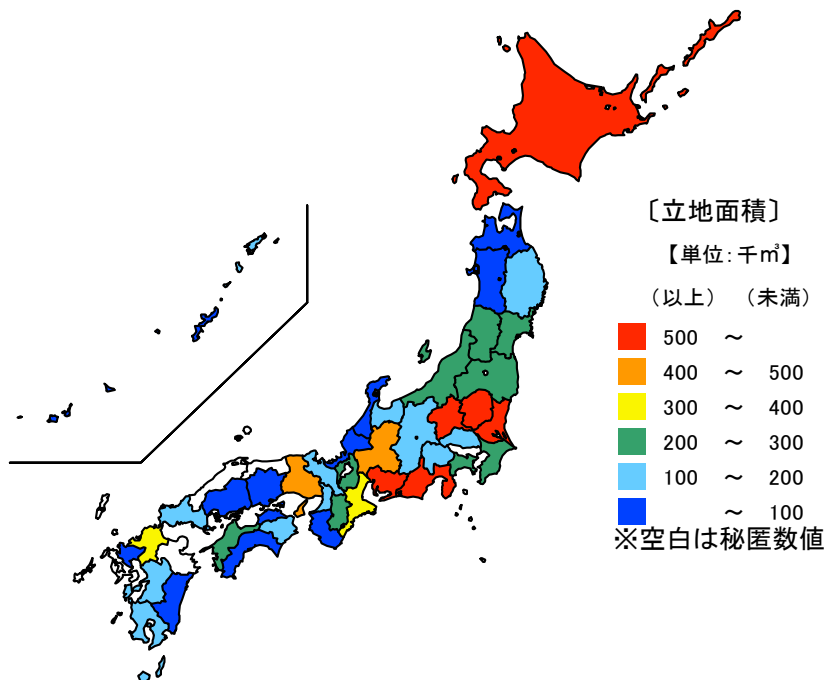 〔立地面積〕
【単位：千㎡】
（以上） （未満）
500 ～
400 ～ 500
300 ～ 400
200 ～ 300
100 ～ 200
～ 100
※空白は秘匿数値